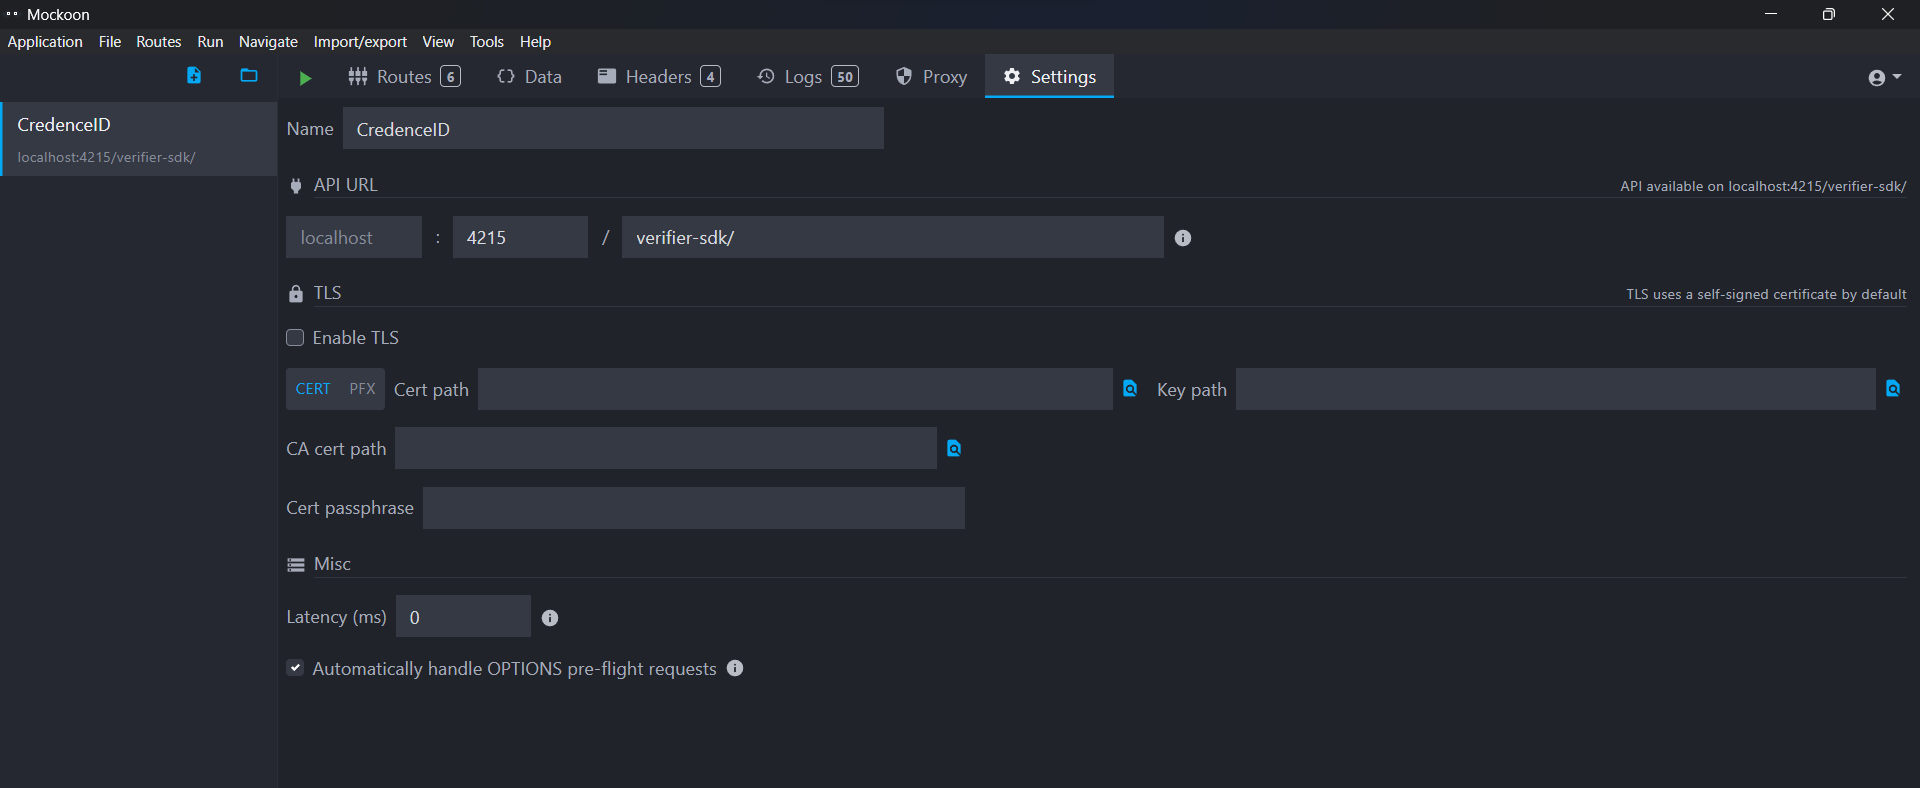 Mockoon
Application File Routes Run Navigate Import/export View Tools Help
Routes 6 Data Headers 4 Logs 50 Proxy Settings
CredenceID
localhost:4215/verifier-sdk/
Name CredenceID
API URL API available on localhost:4215/verifier-sdk/
localhost : 4215 / verifier-sdk/
TLS TLS uses a self-signed certificate by default
Enable TLS
CERT PFX Cert path Key path
CA cert path
Cert passphrase
Misc
Latency (ms) 0
Automatically handle OPTIONS pre-flight requests